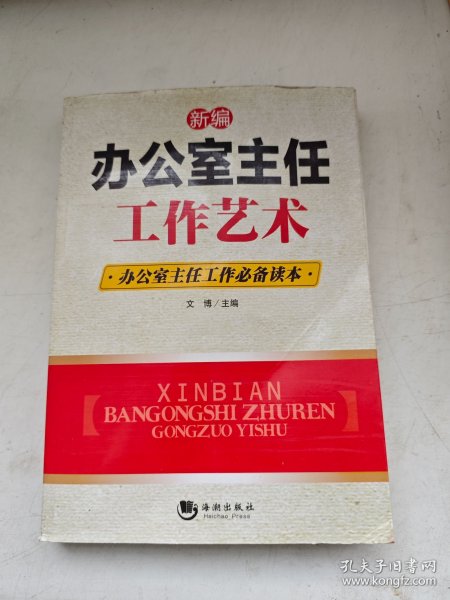 新编
办公室主任
工作艺术
·办公室主任工作必备读本·
文 博／主编
XINBIAN
【BANGONGSHI ZHUREN】
GONGZUO YISHU
海潮出版社
Haichao Press
孔夫子旧书网
www.kongfz.com